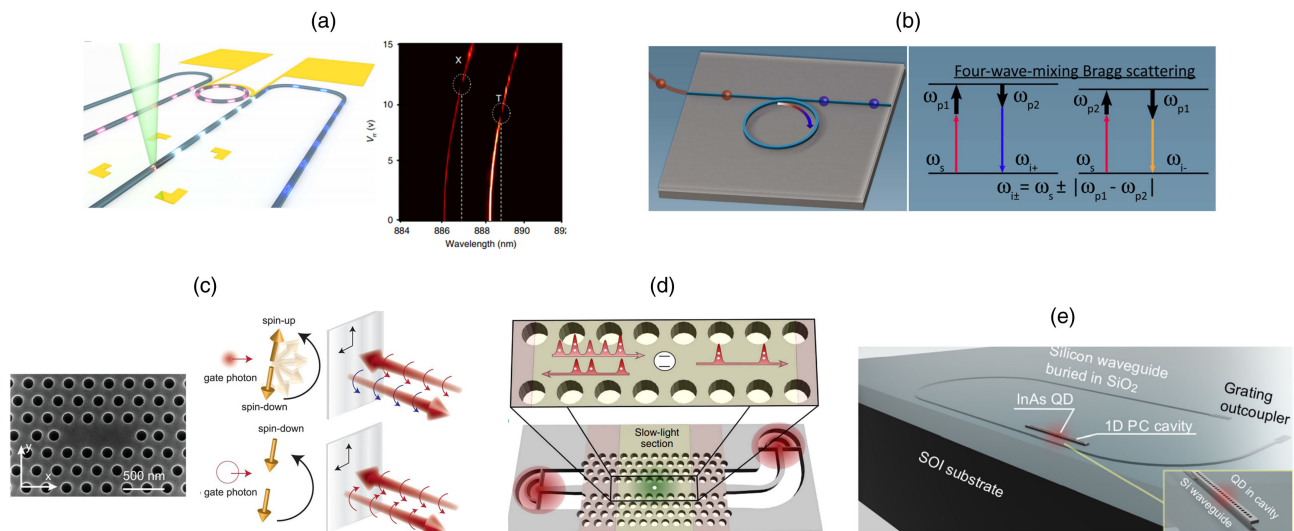 (a)
15
10
5
0
V_rr (v)
X
T
884
886
888
890
892
Wavelength (nm)
(b)
Four-wave-mixing Bragg scattering
ω_p1
ω_p2
ω_s
ω_i+
ω_p2
ω_p1
ω_s
ω_i-
ω_i± = ω_s ± | ω_p1 - ω_p2 |
(c)
y
x
500 nm
spin-up
gate photon
spin-down
spin-down
gate photon
(d)
Slow-light
section
(e)
Silicon waveguide
buried in SiO₂
InAs QD
1D PC cavity
Grating
outcoupler
SOI substrate
QD in cavity
Si waveguide